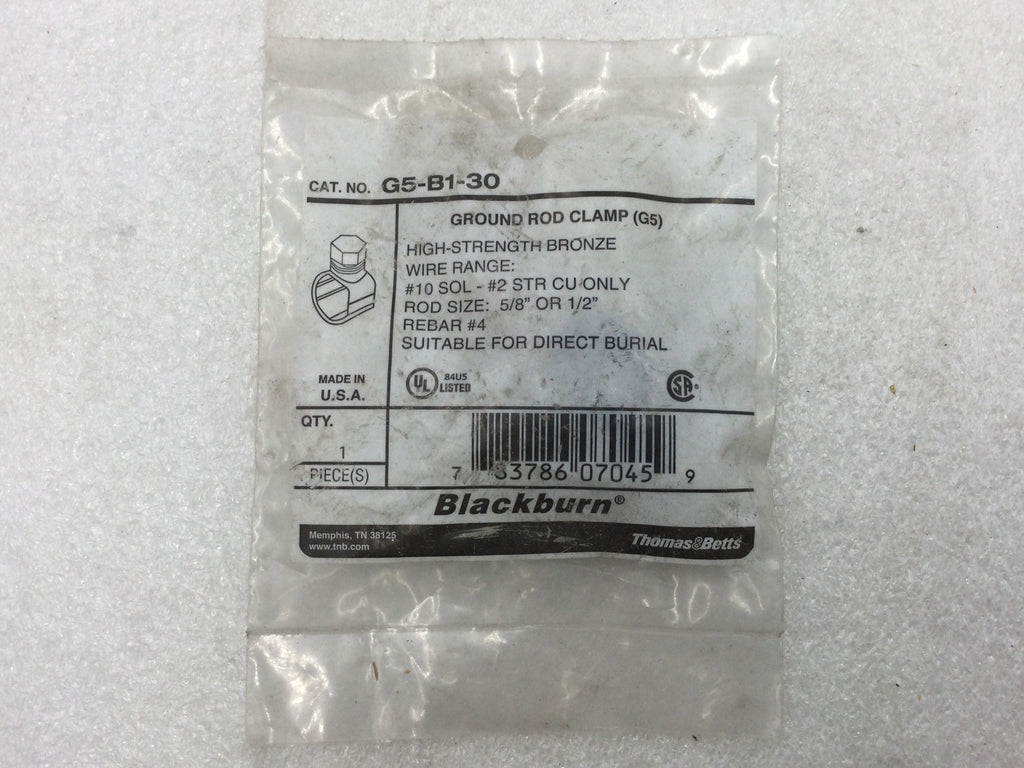 CAT. NO. G5-B1-30
GROUND ROD CLAMP (G5)
HIGH-STRENGTH BRONZE
WIRE RANGE:
#10 SOL - #2 STR CU ONLY
ROD SIZE: 5/8" OR 1/2"
REBAR #4
SUITABLE FOR DIRECT BURIAL
MADE IN
U.S.A.
UL 84U5
LISTED
SA
QTY.
1
PIECE(S)
7 83786 07045 9
Blackburn®
Memphis, TN 38125
www.tnb.com
Thomas&Betts